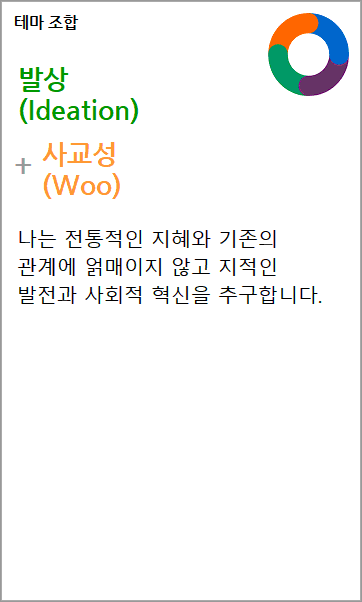 테마 조합
발상
(Ideation)
+ 사교성
(Woo)
나는 전통적인 지혜와 기존의
관계에 얽매이지 않고 지적인
발전과 사회적 혁신을 추구합니다.